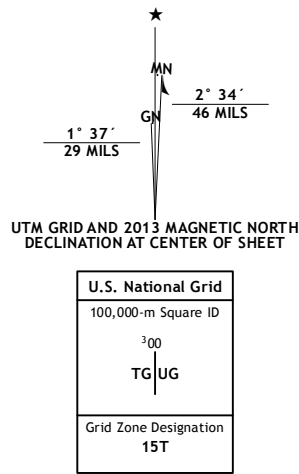 ★
MN
GN
2° 34´
46 MILS
1° 37´
29 MILS
UTM GRID AND 2013 MAGNETIC NORTH
DECLINATION AT CENTER OF SHEET
U.S. National Grid
100,000-m Square ID
³00
TG UG
Grid Zone Designation
15T